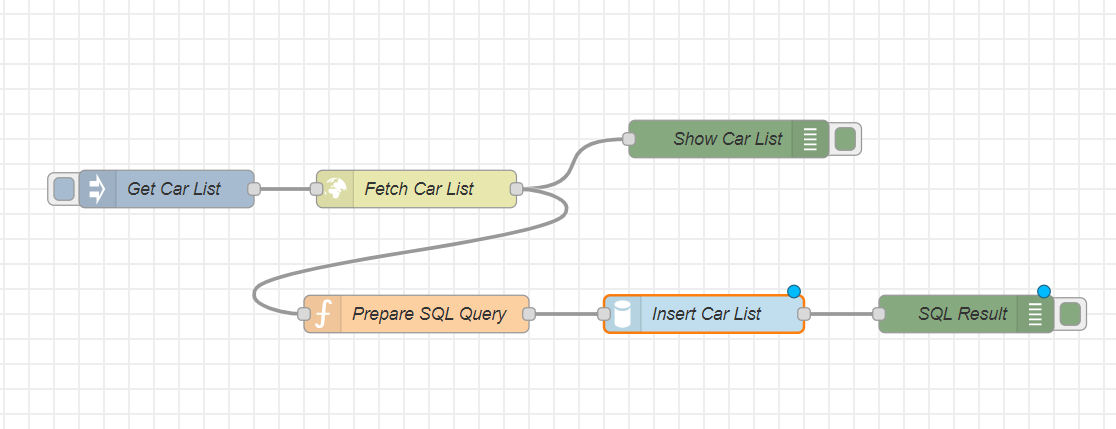 Show Car List
Get Car List
Fetch Car List
Prepare SQL Query
Insert Car List
SQL Result